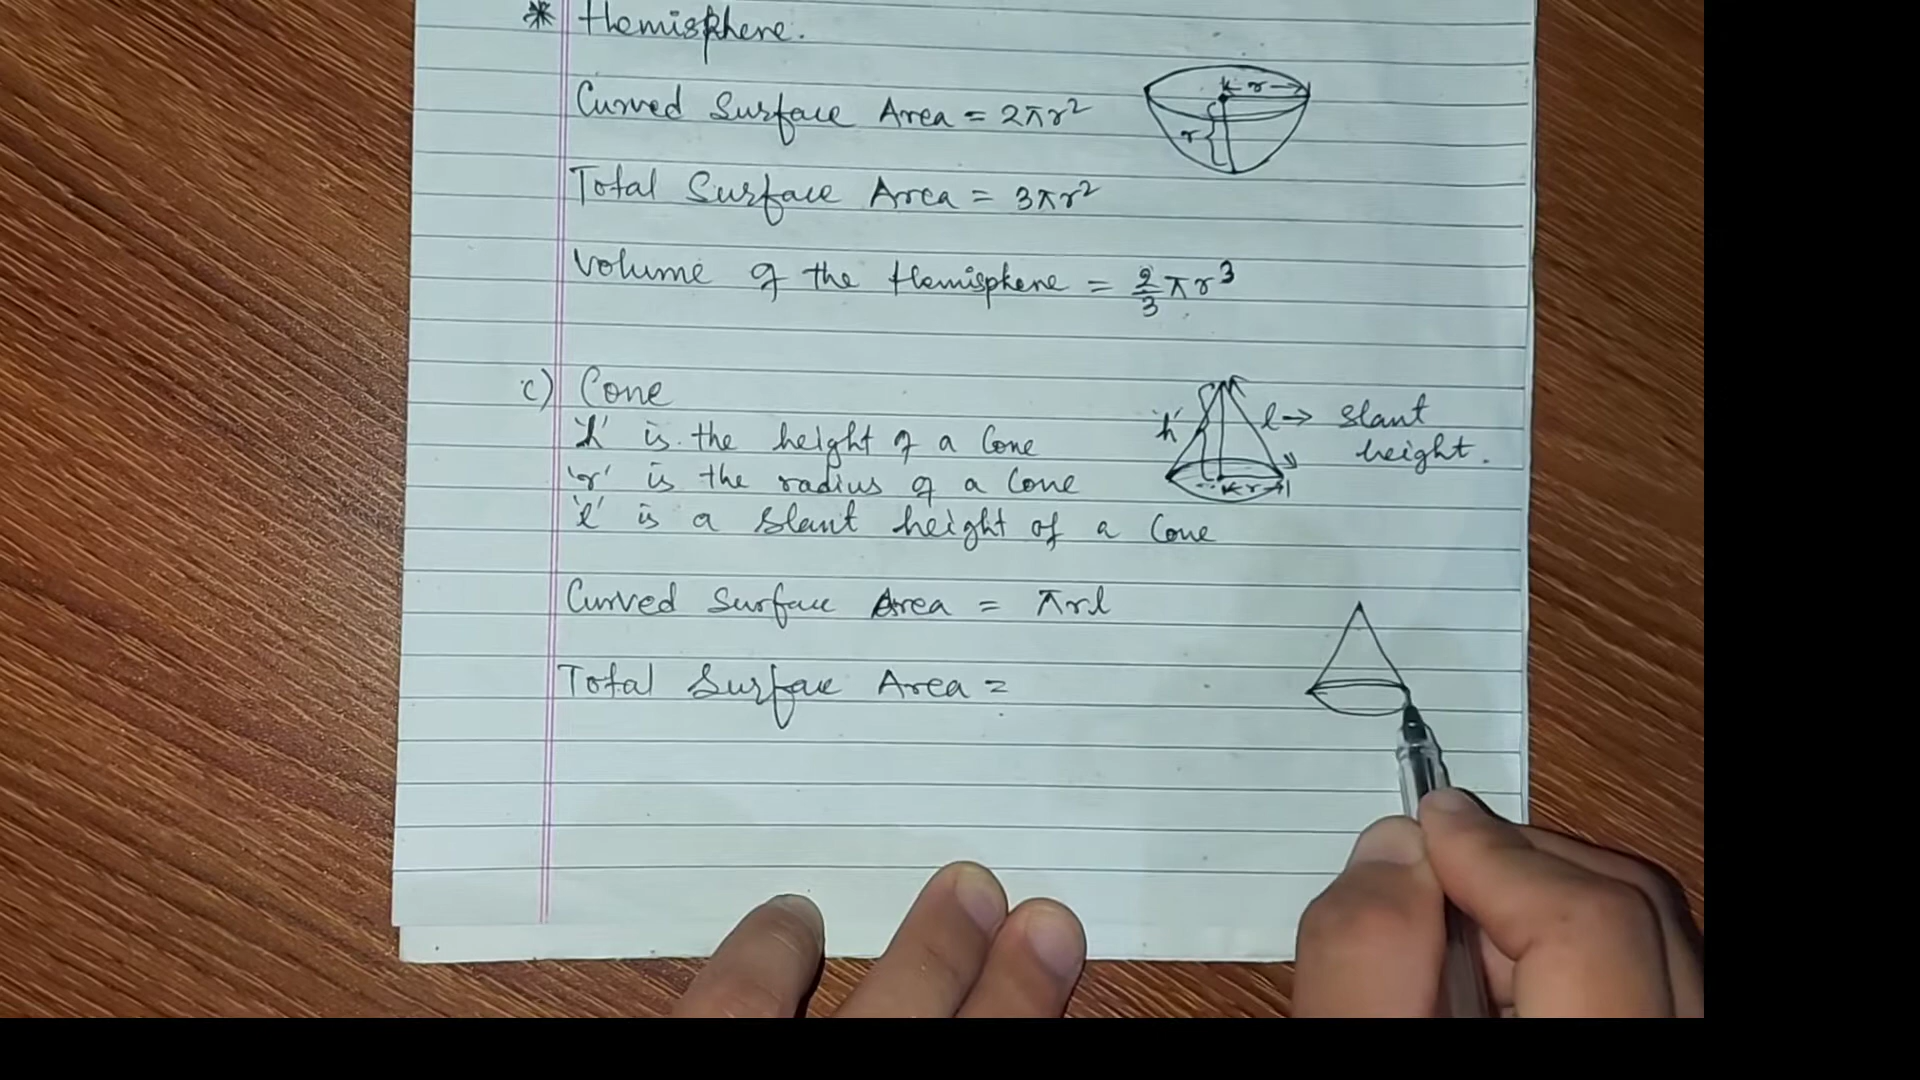 * Hemisphere.
r
Curved Surface Area = 2πr²
r
Total Surface Area = 3πr²
Volume of the Hemisphere = 2/3 πr³
c) Cone
'h' l → slant
height.
r
'h' is the height of a Cone
'r' is the radius of a Cone
'l' is a slant height of a Cone
Curved Surface Area = πrl
Total Surface Area =